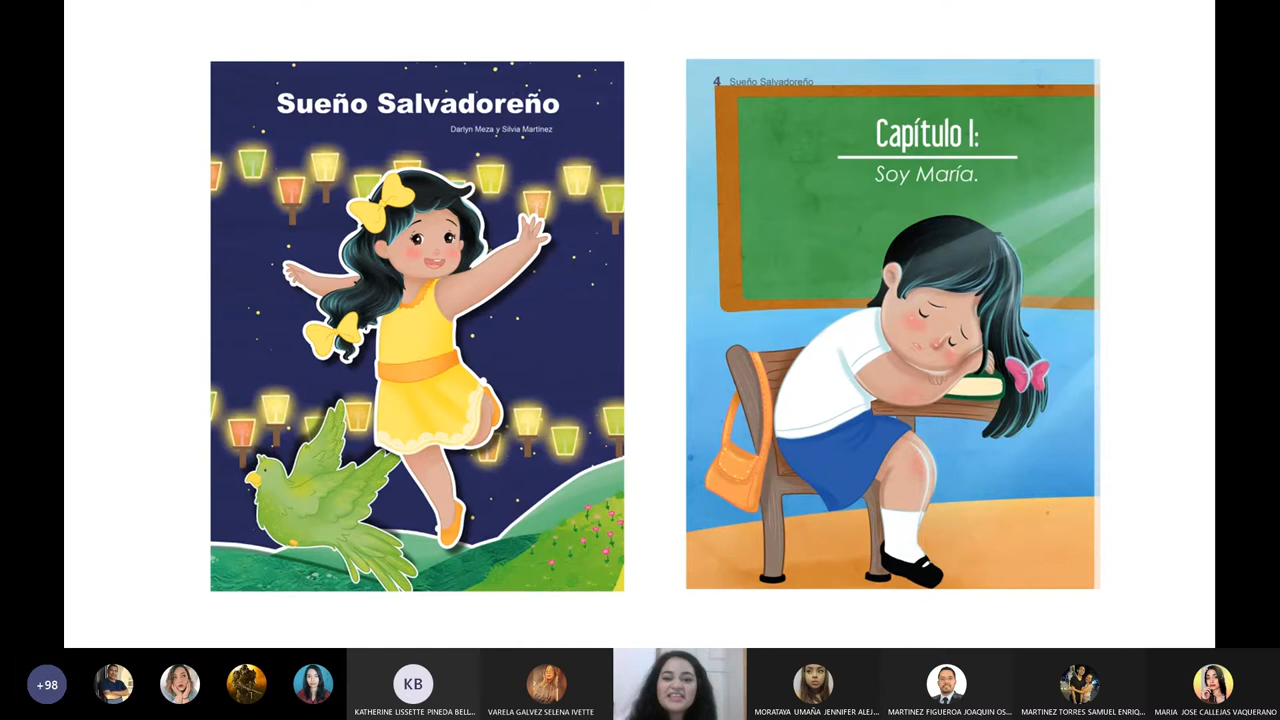 Sueño Salvadoreño
Darlyn Meza y Silvia Martínez
4 Sueño Salvadoreño
Capítulo I:
Soy María.
+98
KB
KATHERINE LISSETTE PINEDA BELL...
VARELA GALVEZ SELENA IVETTE
MORATAYA UMAÑA JENNIFER ALEJ...
MARTINEZ FIGUEROA JOAQUIN OS...
MARTINEZ TORRES SAMUEL ENRIQ...
MARIA JOSE CALLEJAS VAQUERANO